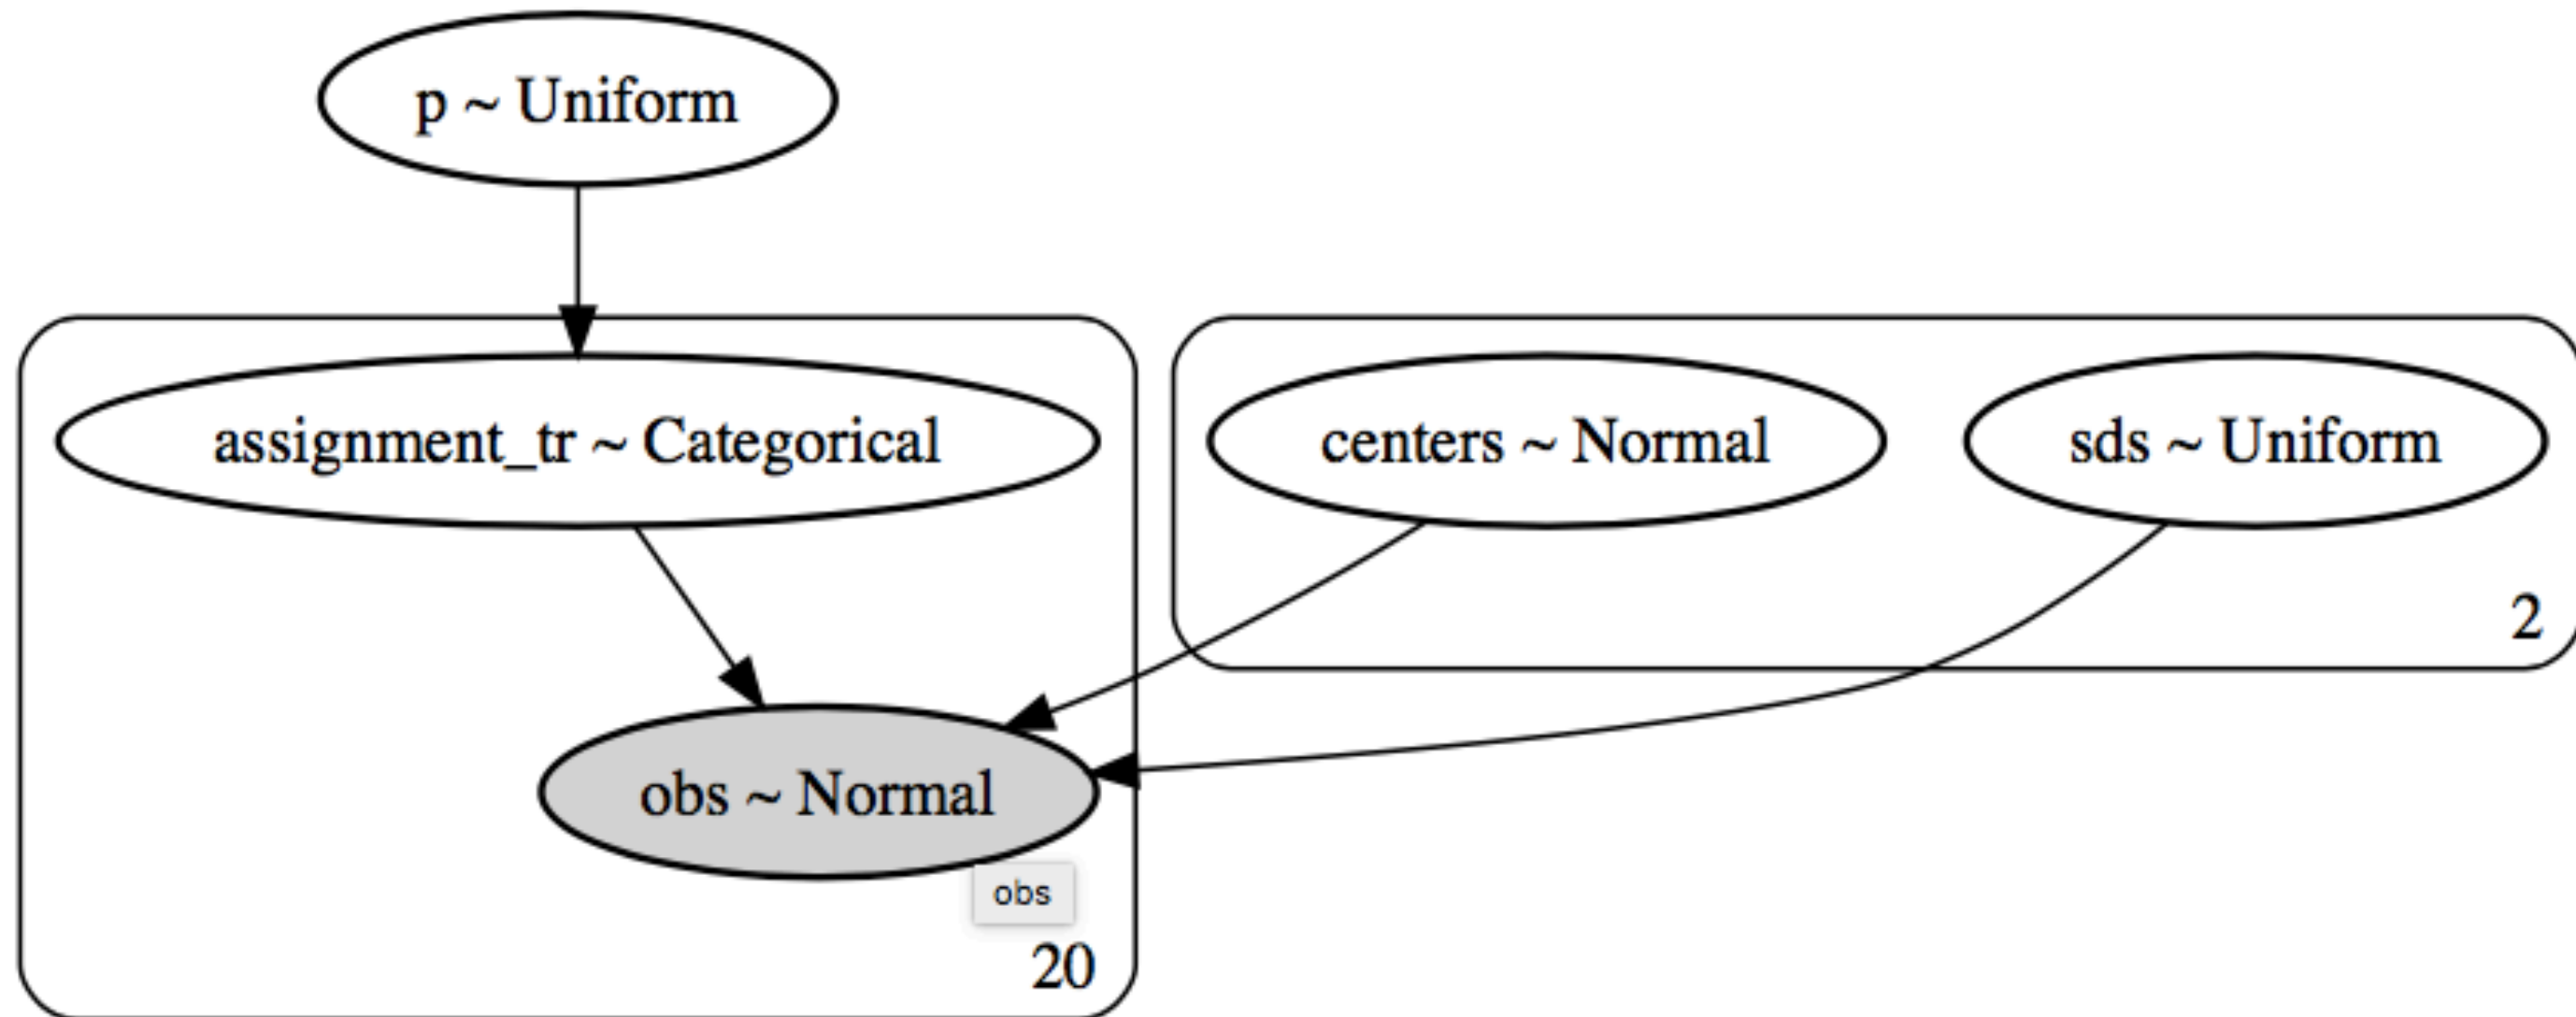 p ~ Uniform
assignment_tr ~ Categorical
centers ~ Normal
sds ~ Uniform
2
obs ~ Normal
obs
20